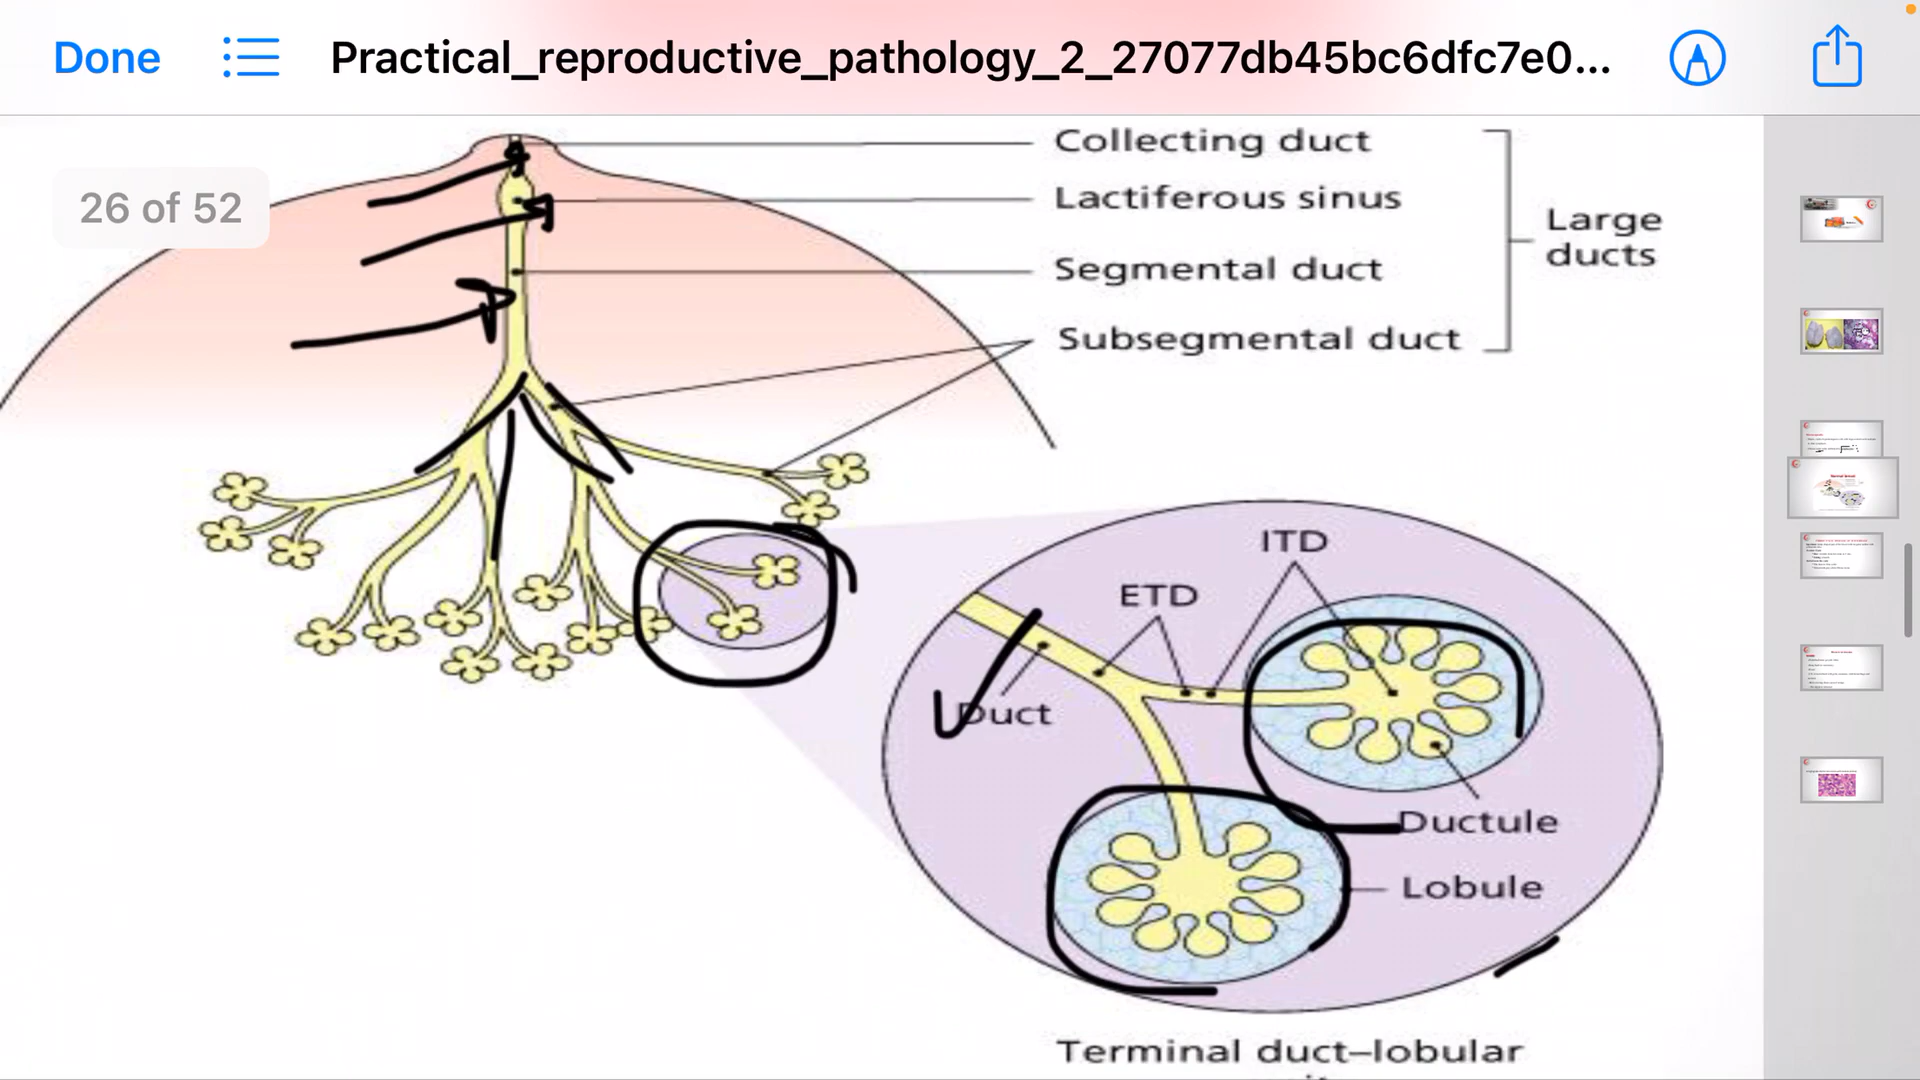 Done
Practical_reproductive_pathology_2_27077db45bc6dfc7e0...
26 of 52
Collecting duct
Lactiferous sinus
Segmental duct
Subsegmental duct
Large
ducts
ITD
ETD
Duct
Ductule
Lobule
Terminal duct–lobular